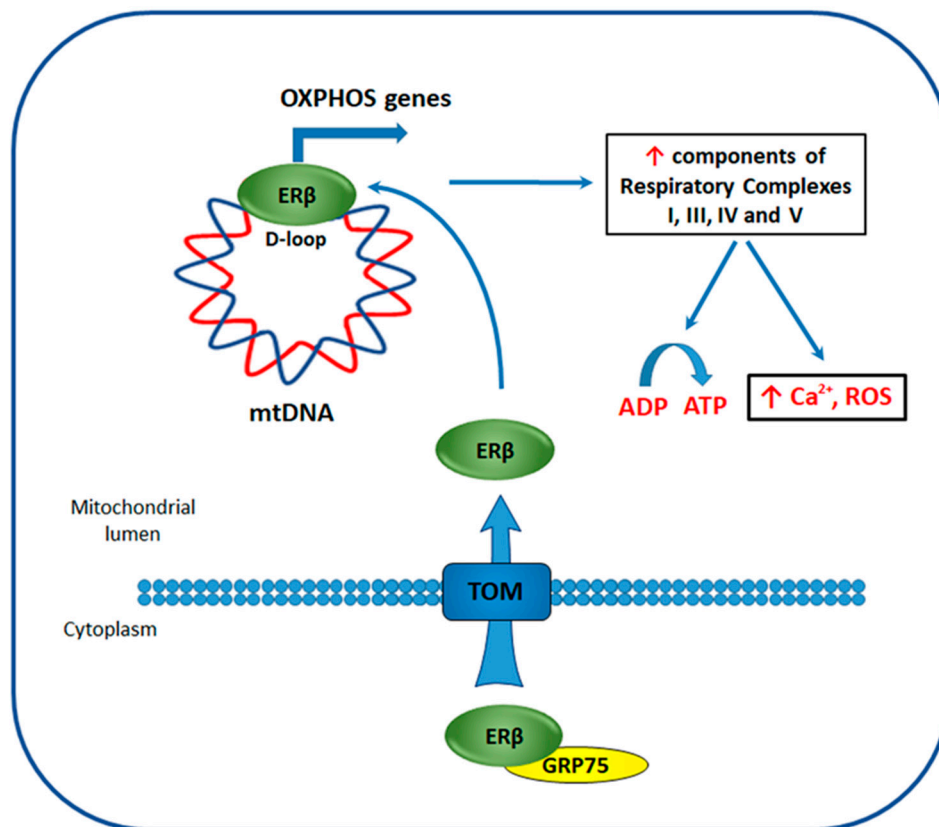 OXPHOS genes
ERβ
D-loop
mtDNA
↑ components of
Respiratory Complexes
I, III, IV and V
ADP ATP
↑ Ca²⁺, ROS
ERβ
Mitochondrial
lumen
TOM
Cytoplasm
ERβ
GRP75